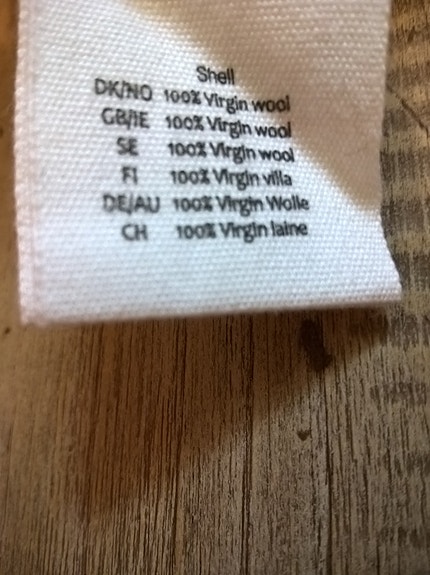 Shell
DK/NO 100% Virgin wool
GB/IE 100% Virgin wool
SE 100% Virgin wool
FI 100% Virgin villa
DE/AU 100% Virgin Wolle
CH 100% Virgin laine